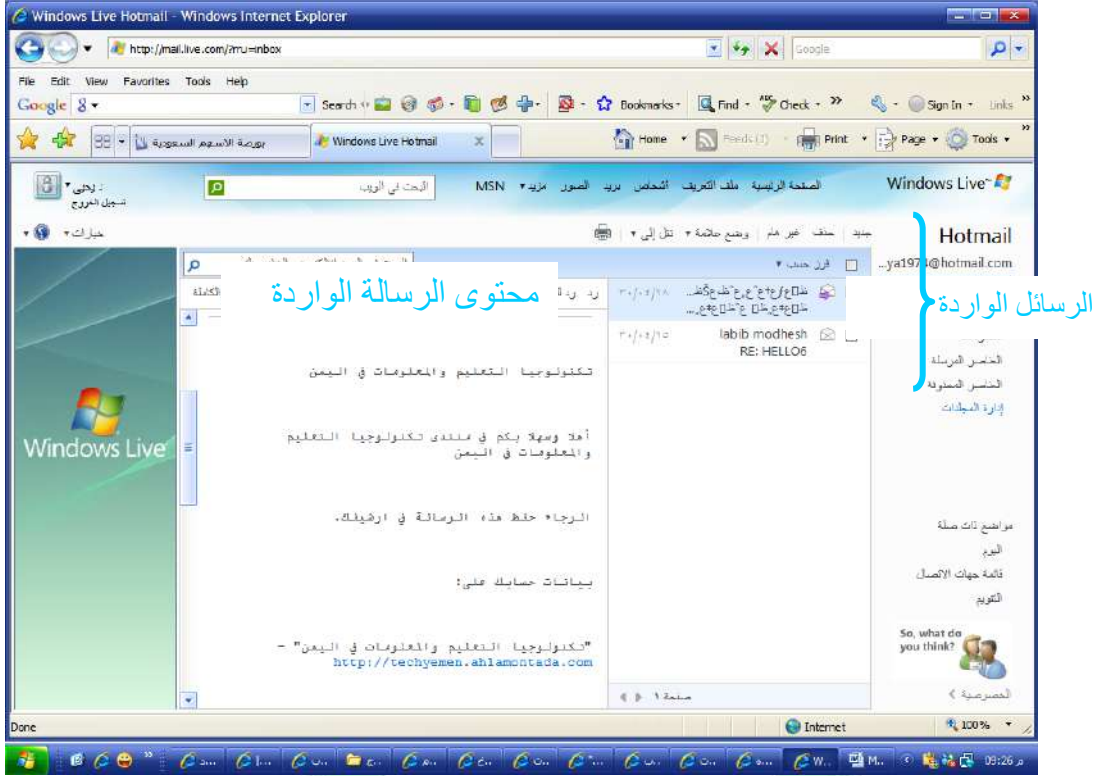 Windows Live Hotmail - Windows Internet Explorer
http://mail.live.com/?rru=inbox
Google
File Edit View Favorites Tools Help
Google
Search
Bookmarks
Find
Check
Sign In
Links
بورصة الاسهم السعودية
Windows Live Hotmail
Home
Feeds (J)
Print
Page
Tools
Windows Live
الصفحة الرئيسية ملف التعريف أشخاص بريد الصور مزيد MSN
البحث في الويب
تسجيل الخروج
Hotmail
جديد حذف غير هام وضع علامة نقل إلى
خيارات
...ya1974@hotmail.com
فرز حسب
الرسائل الواردة
محتوى الرسالة الواردة
labib modhesh
RE: HELLO6
العناصر المرسلة
العناصر المحذوفة
إدارة المجلدات
تكنولوجيا التعليم والمعلومات في اليمن
أهلا وسهلا بكم في منتدى تكنولوجيا التعليم
والمعلومات في اليمن
الرجاء حفظ هذه الرسالة في ارشيفك.
بيانات حسابك على:
"تكنولوجيا التعليم والمعلومات في اليمن" -
http://techyemen.ahlamontada.com
Windows Live
مواضع ذات صلة
اليوم
قائمة جهات الاتصال
التقويم
So, what do
you think?
الخصوصية
صفحة ١
Done
Internet
100%
09:26 م